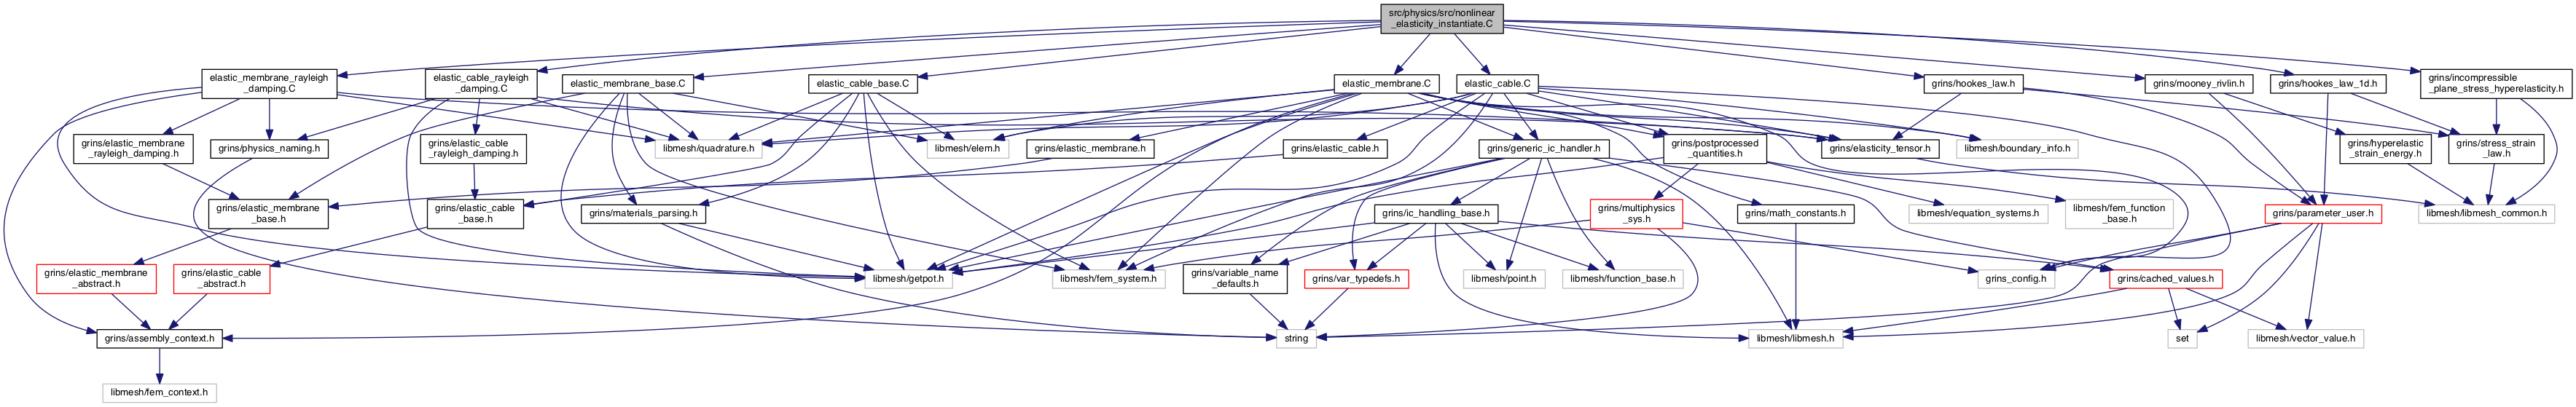 src/physics/src/nonlinear
_elasticity_instantiate.C
elastic_membrane_rayleigh
_damping.C
elastic_cable_rayleigh
_damping.C
elastic_membrane_base.C
elastic_cable_base.C
elastic_membrane.C
elastic_cable.C
grins/hookes_law.h
grins/mooney_rivlin.h
grins/hookes_law_1d.h
grins/incompressible
_plane_stress_hyperelasticity.h
grins/elastic_membrane
_rayleigh_damping.h
grins/physics_naming.h
grins/elastic_cable
_rayleigh_damping.h
libmesh/quadrature.h
libmesh/elem.h
grins/elastic_membrane.h
grins/elastic_cable.h
grins/generic_ic_handler.h
grins/postprocessed
_quantities.h
grins/elasticity_tensor.h
libmesh/boundary_info.h
grins/hyperelastic
_strain_energy.h
grins/stress_strain
_law.h
grins/elastic_membrane
_base.h
grins/elastic_cable
_base.h
grins/materials_parsing.h
grins/ic_handling_base.h
grins/multiphysics
_sys.h
grins/math_constants.h
libmesh/equation_systems.h
libmesh/fem_function
_base.h
grins/parameter_user.h
libmesh/libmesh_common.h
grins/elastic_membrane
_abstract.h
grins/elastic_cable
_abstract.h
libmesh/getpot.h
libmesh/fem_system.h
grins/variable_name
_defaults.h
grins/var_typedefs.h
libmesh/point.h
libmesh/function_base.h
grins_config.h
grins/cached_values.h
grins/assembly_context.h
string
libmesh/libmesh.h
set
libmesh/vector_value.h
libmesh/fem_context.h